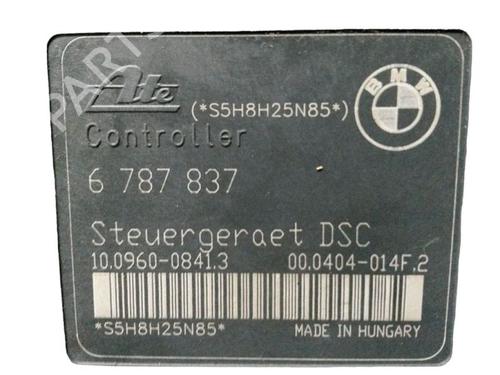 Ate (*S5H8H25N85*) BMW
Controller
6 787 837
Steuergeraet DSC
10.0960-0841.3 00.0404-014F.2
*S5H8H25N85* MADE IN HUNGARY